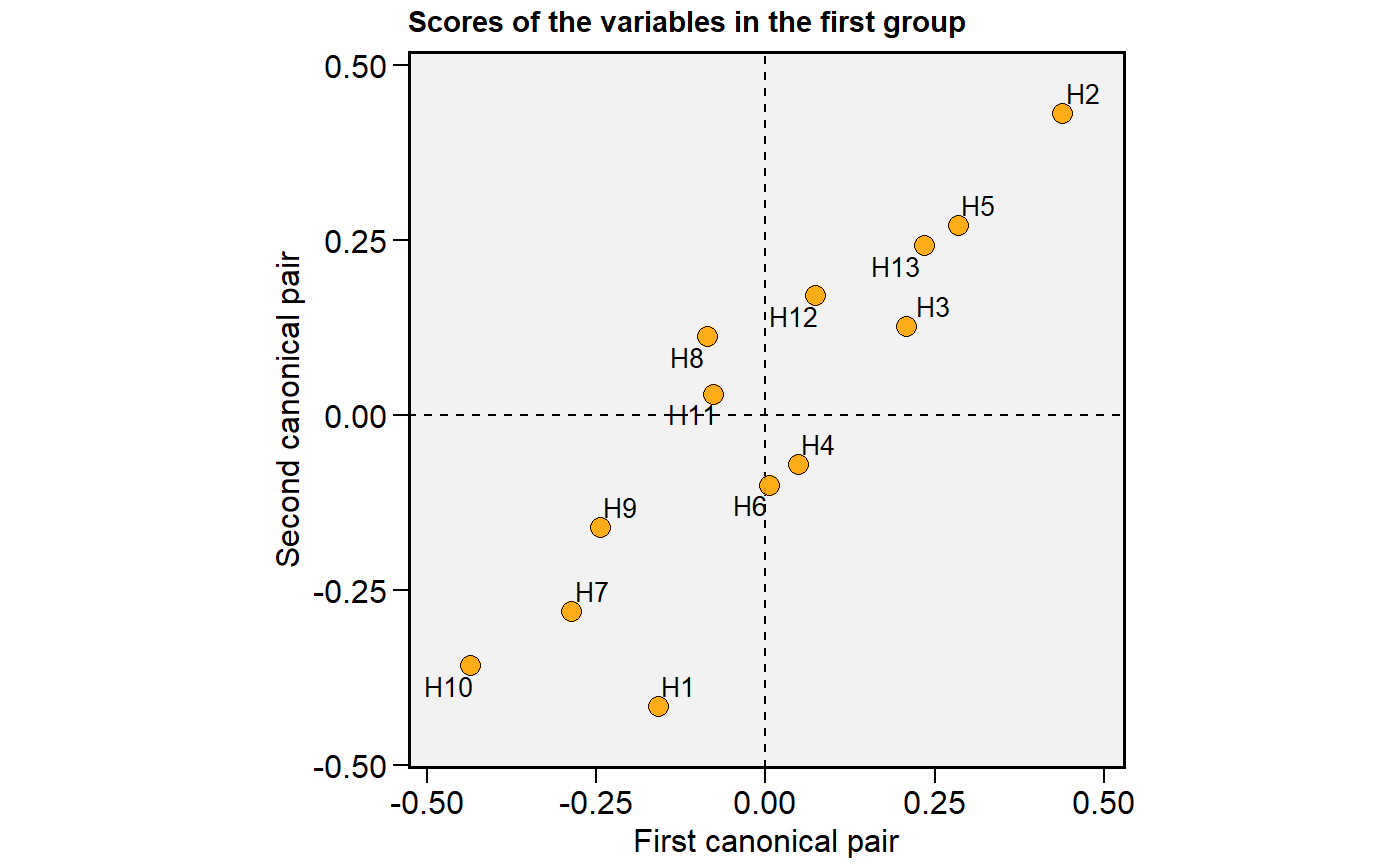 Scores of the variables in the first group
0.50
H2
H5
0.25
H13
H3
H12
H8
0.00
H11
H4
H6
H9
-0.25
H7
H10
H1
-0.50
-0.50 -0.25 0.00 0.25 0.50
First canonical pair
Second canonical pair